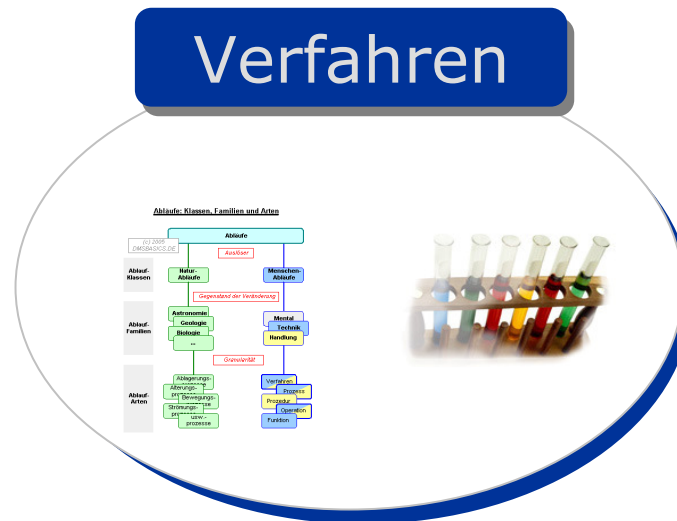 Verfahren
Abläufe: Klassen, Familien und Arten
Abläufe
(c) 2005
DMSBASICS.DE
Auslöser
Ablauf-
Klassen
Natur-
Abläufe
Menschen-
Abläufe
Gegenstand der Veränderung
Ablauf-
Familien
Astronomie
Geologie
Biologie
...
Mental
Technik
Handlung
Granularität
Ablauf-
Arten
Ablagerungs-
Alterungs-
Bewegungs-
Strömungs-
usw.-
prozesse
Verfahren
Prozess
Prozedur
Operation
Funktion